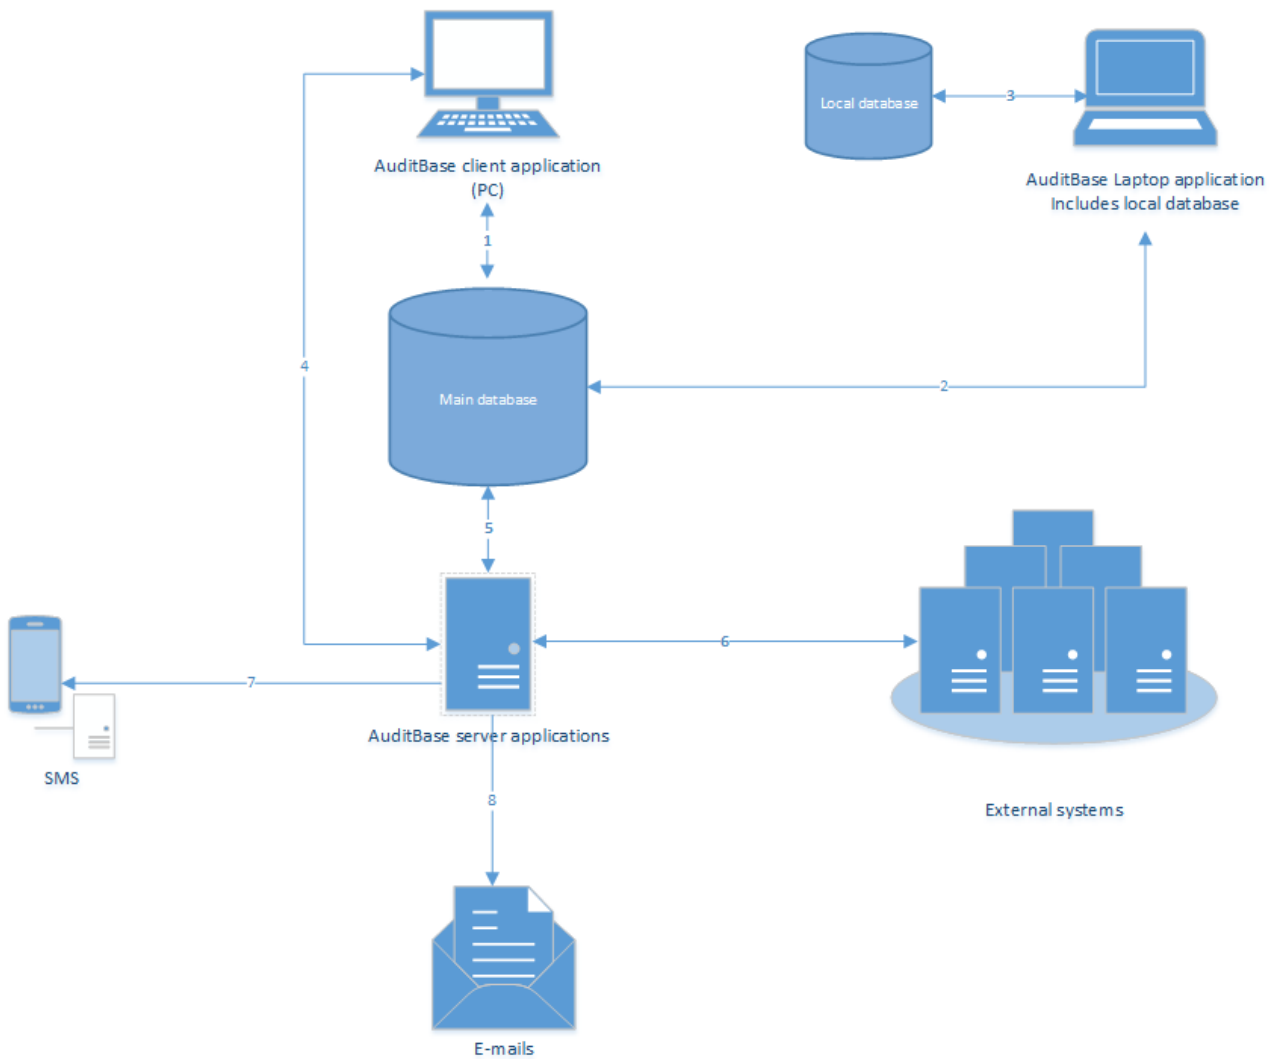 Local database
3
AuditBase client application
(PC)
AuditBase Laptop application
Includes local database
1
4
2
Main database
5
6
7
AuditBase server applications
SMS
8
External systems
E-mails